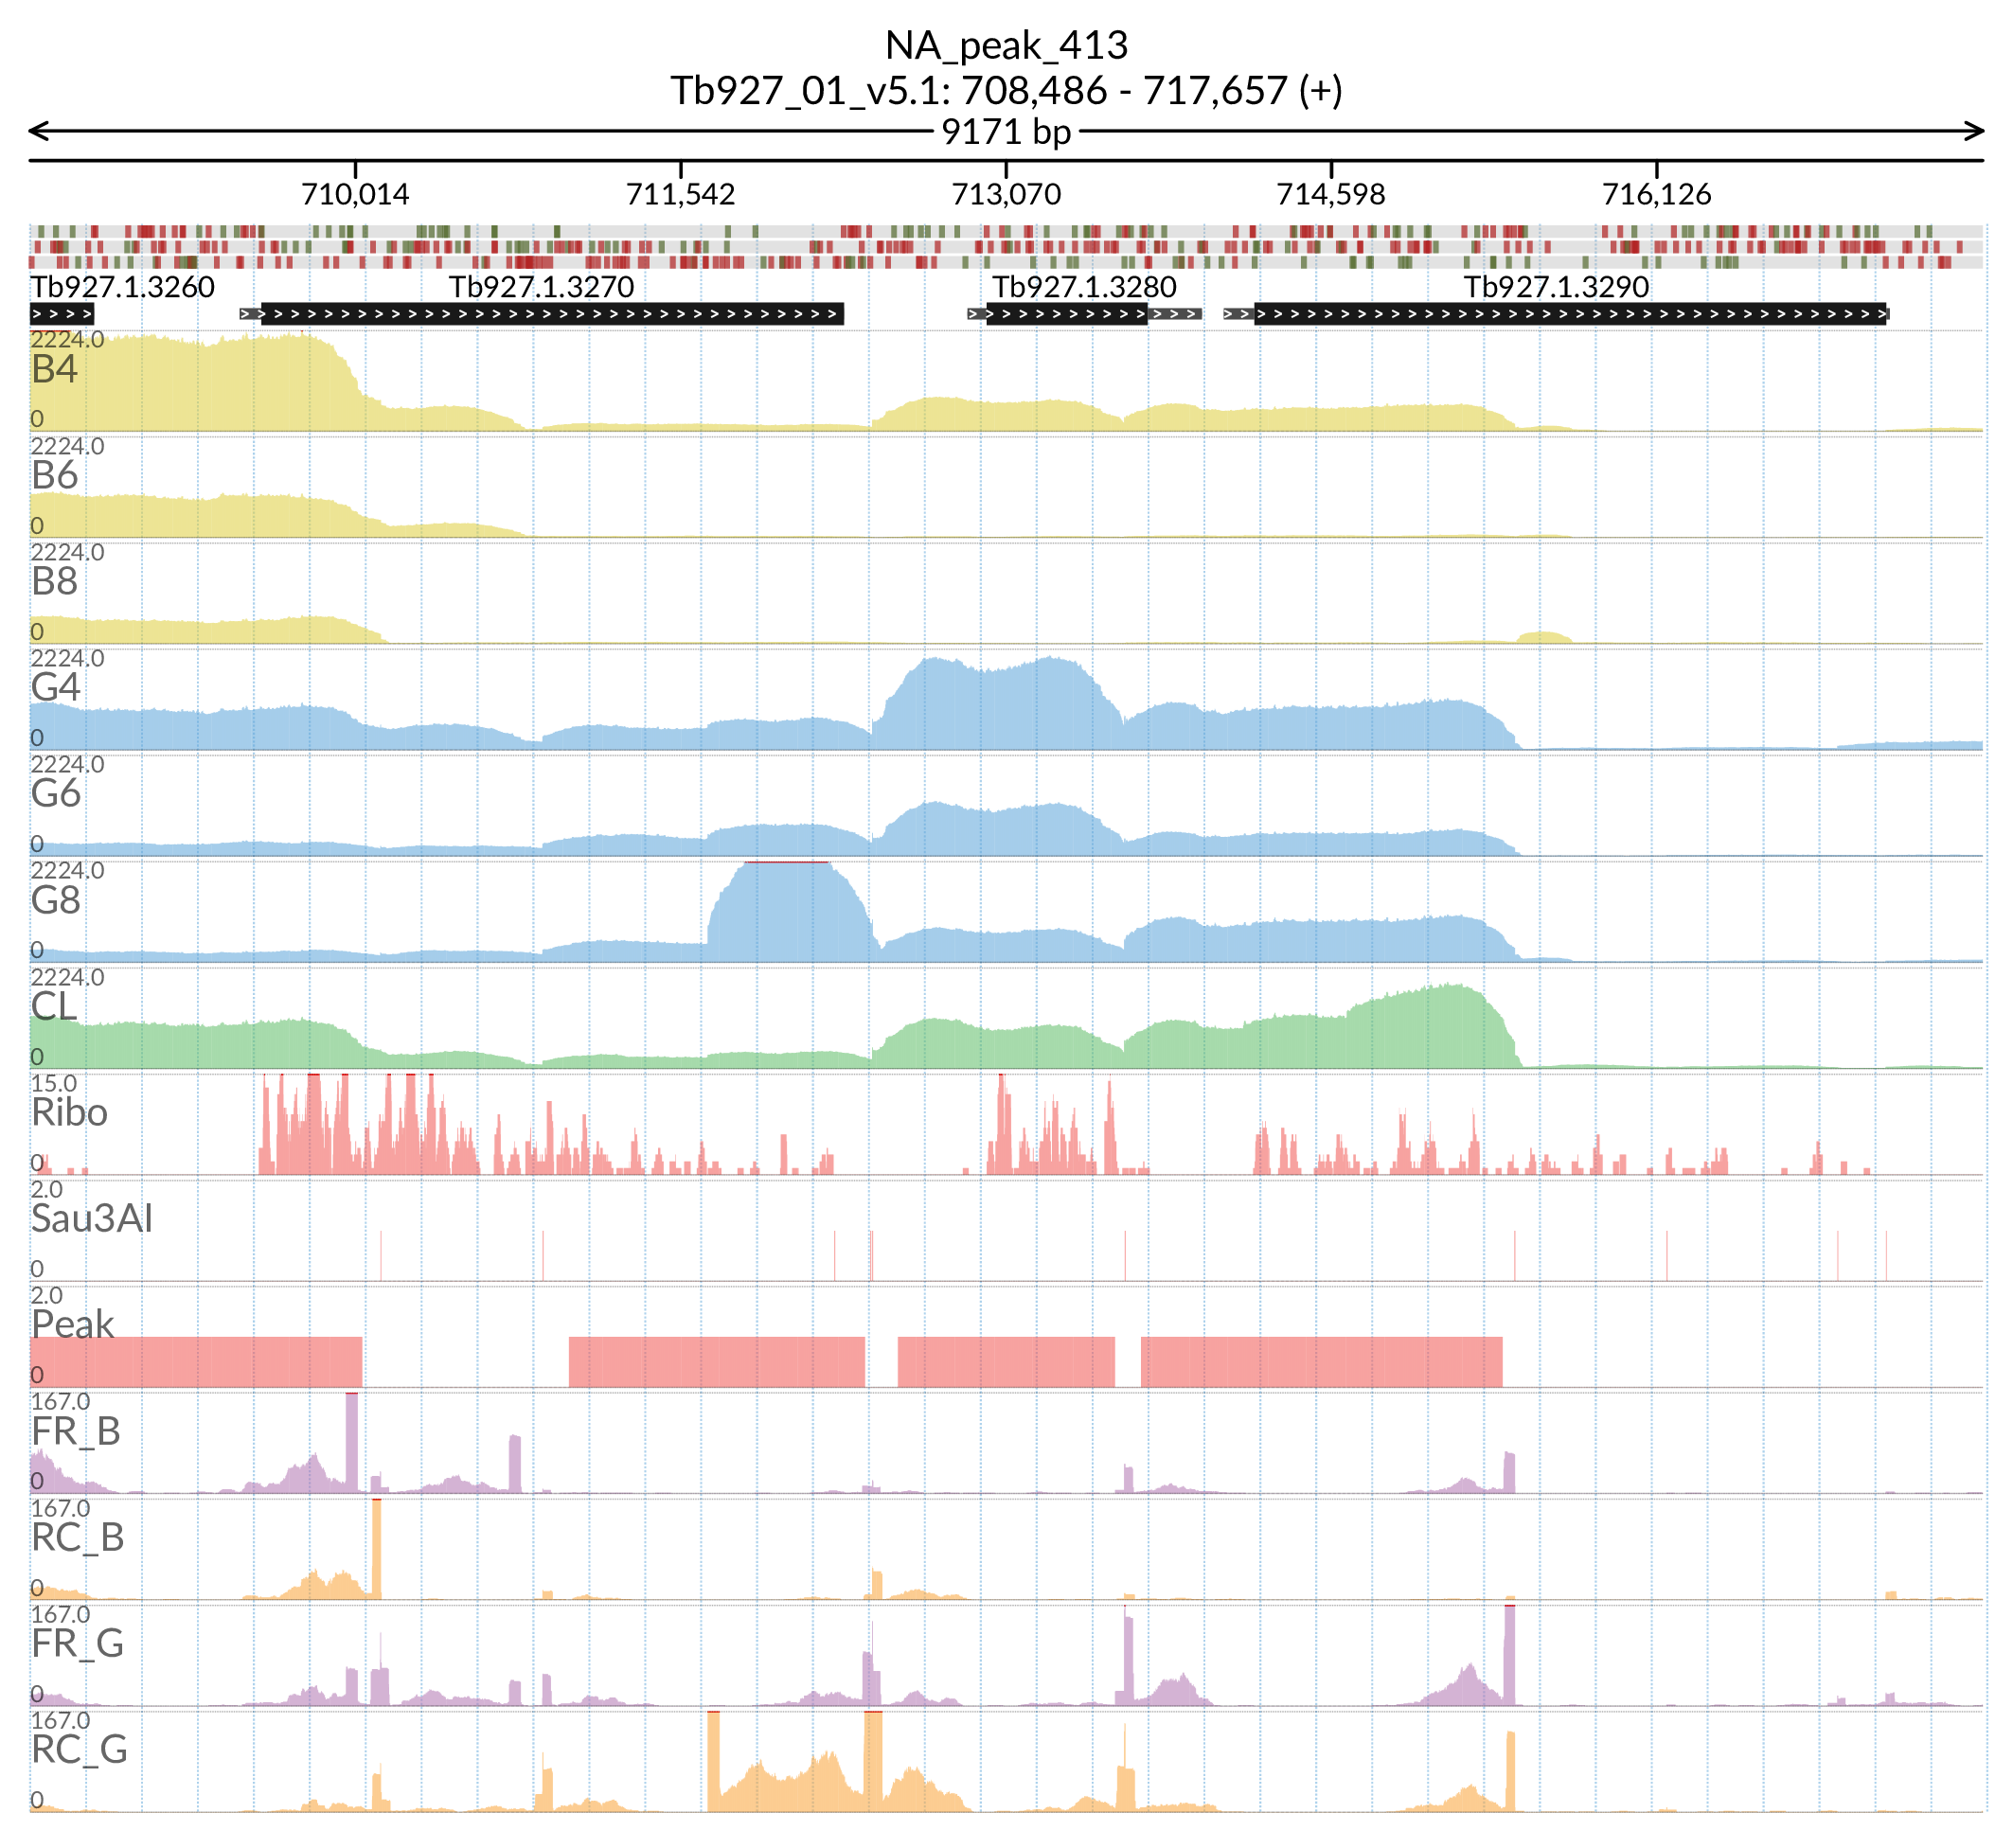 NA_peak_413
Tb927_01_v5.1: 708,486 - 717,657 (+)
9171 bp
710,014 711,542 713,070 714,598 716,126
Tb927.1.3260 Tb927.1.3270 Tb927.1.3280 Tb927.1.3290
2224.0
B4
0
2224.0
B6
0
2224.0
B8
0
2224.0
G4
0
2224.0
G6
0
2224.0
G8
0
2224.0
CL
0
15.0
Ribo
0
2.0
Sau3AI
0
2.0
Peak
0
167.0
FR_B
0
167.0
RC_B
0
167.0
FR_G
0
167.0
RC_G
0